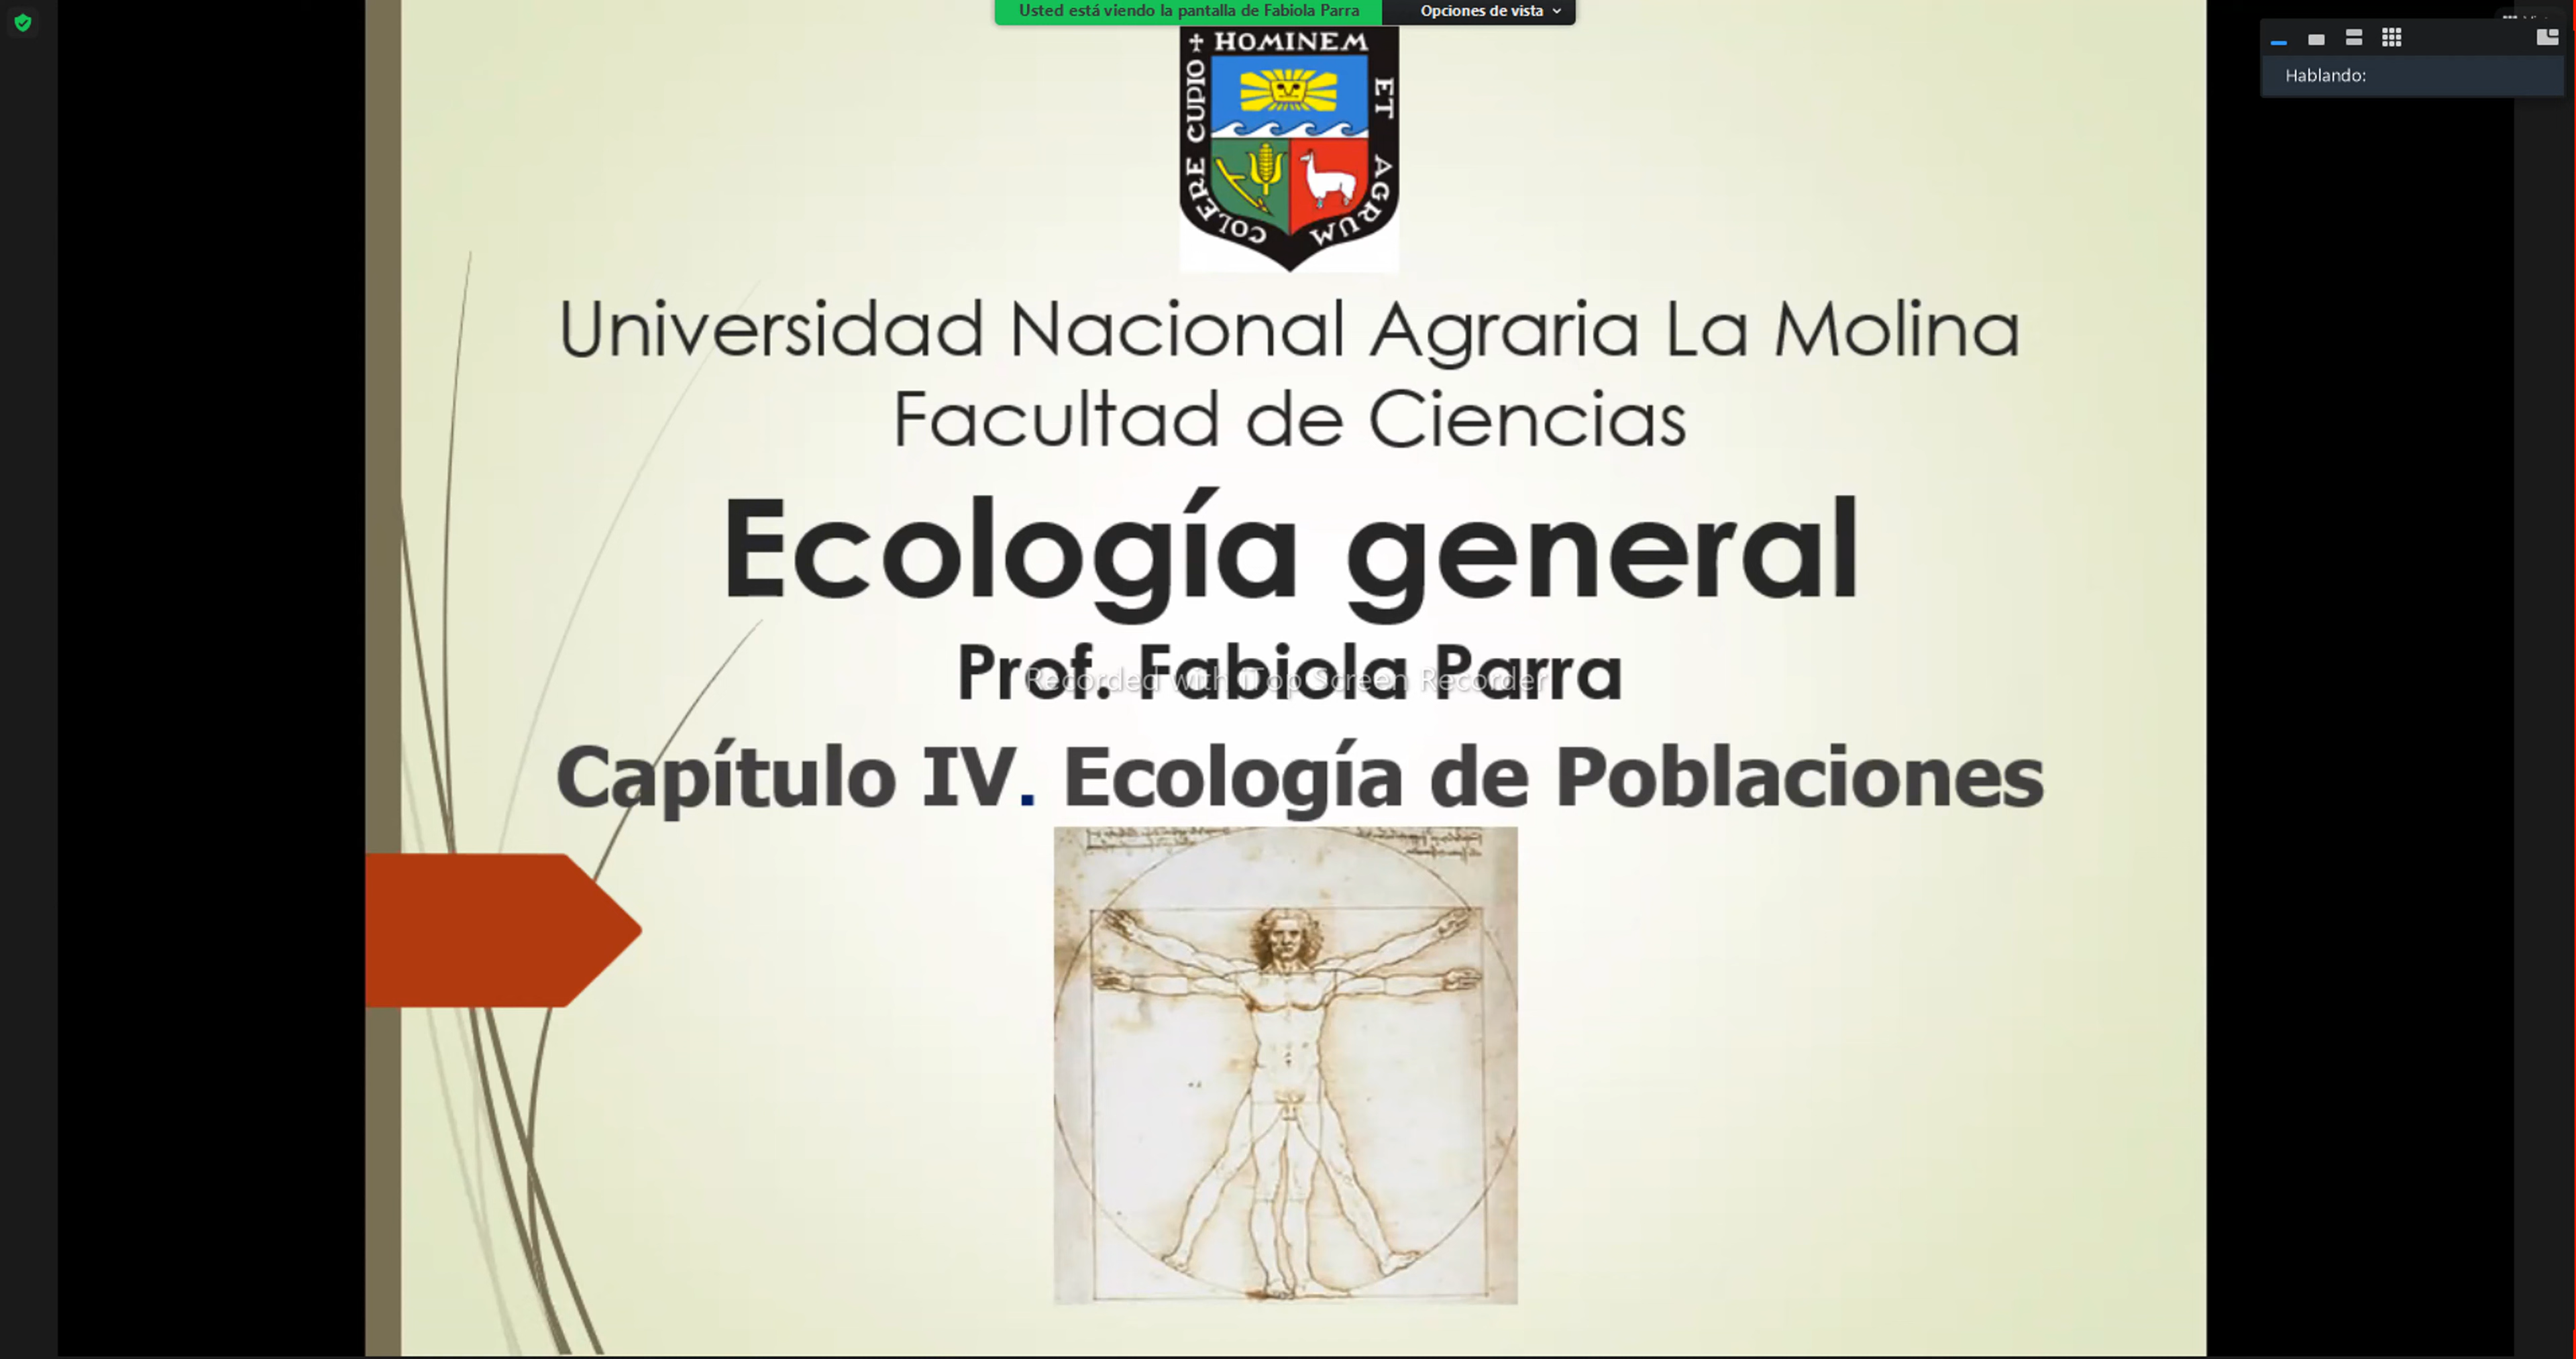 Usted está viendo la pantalla de Fabiola Parra
Opciones de vista
Hablando:
✝ HOMINEM ET AGRUM COLERE CUPIO
Universidad Nacional Agraria La Molina
Facultad de Ciencias
Ecología general
Prof. Fabiola Parra
Recorded with iTop Screen Recorder
Capítulo IV. Ecología de Poblaciones